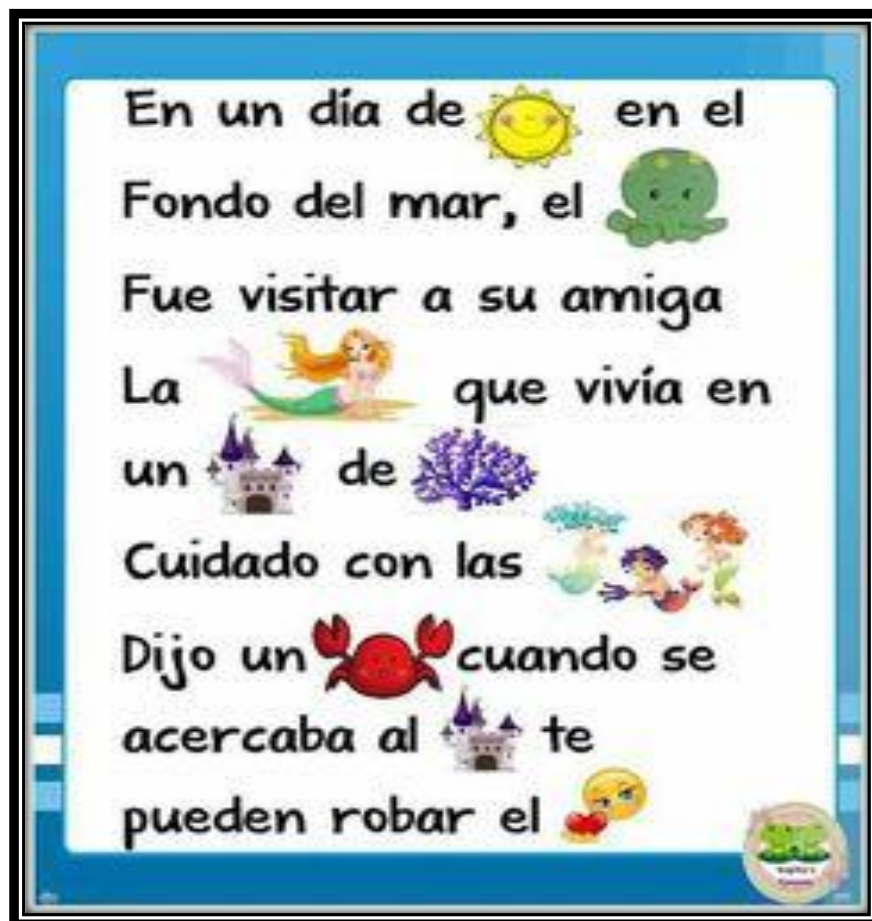 En un día de en el
Fondo del mar, el
Fue visitar a su amiga
La que vivía en
un de
Cuidado con las
Dijo un cuando se
acercaba al te
pueden robar el